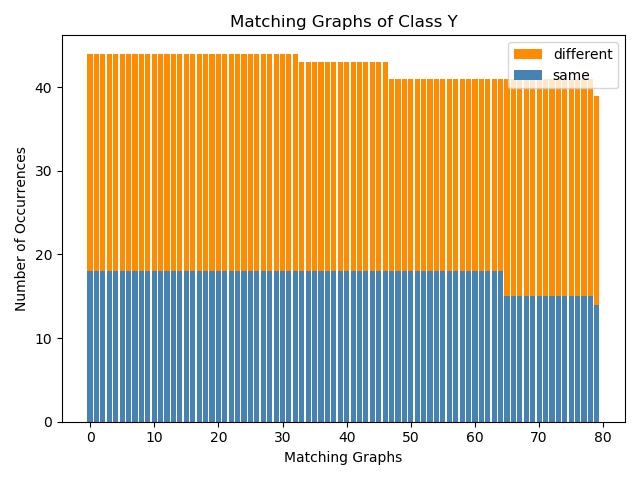 Matching Graphs of Class Y
different
same
Number of Occurrences
40
30
20
10
0
0 10 20 30 40 50 60 70 80
Matching Graphs